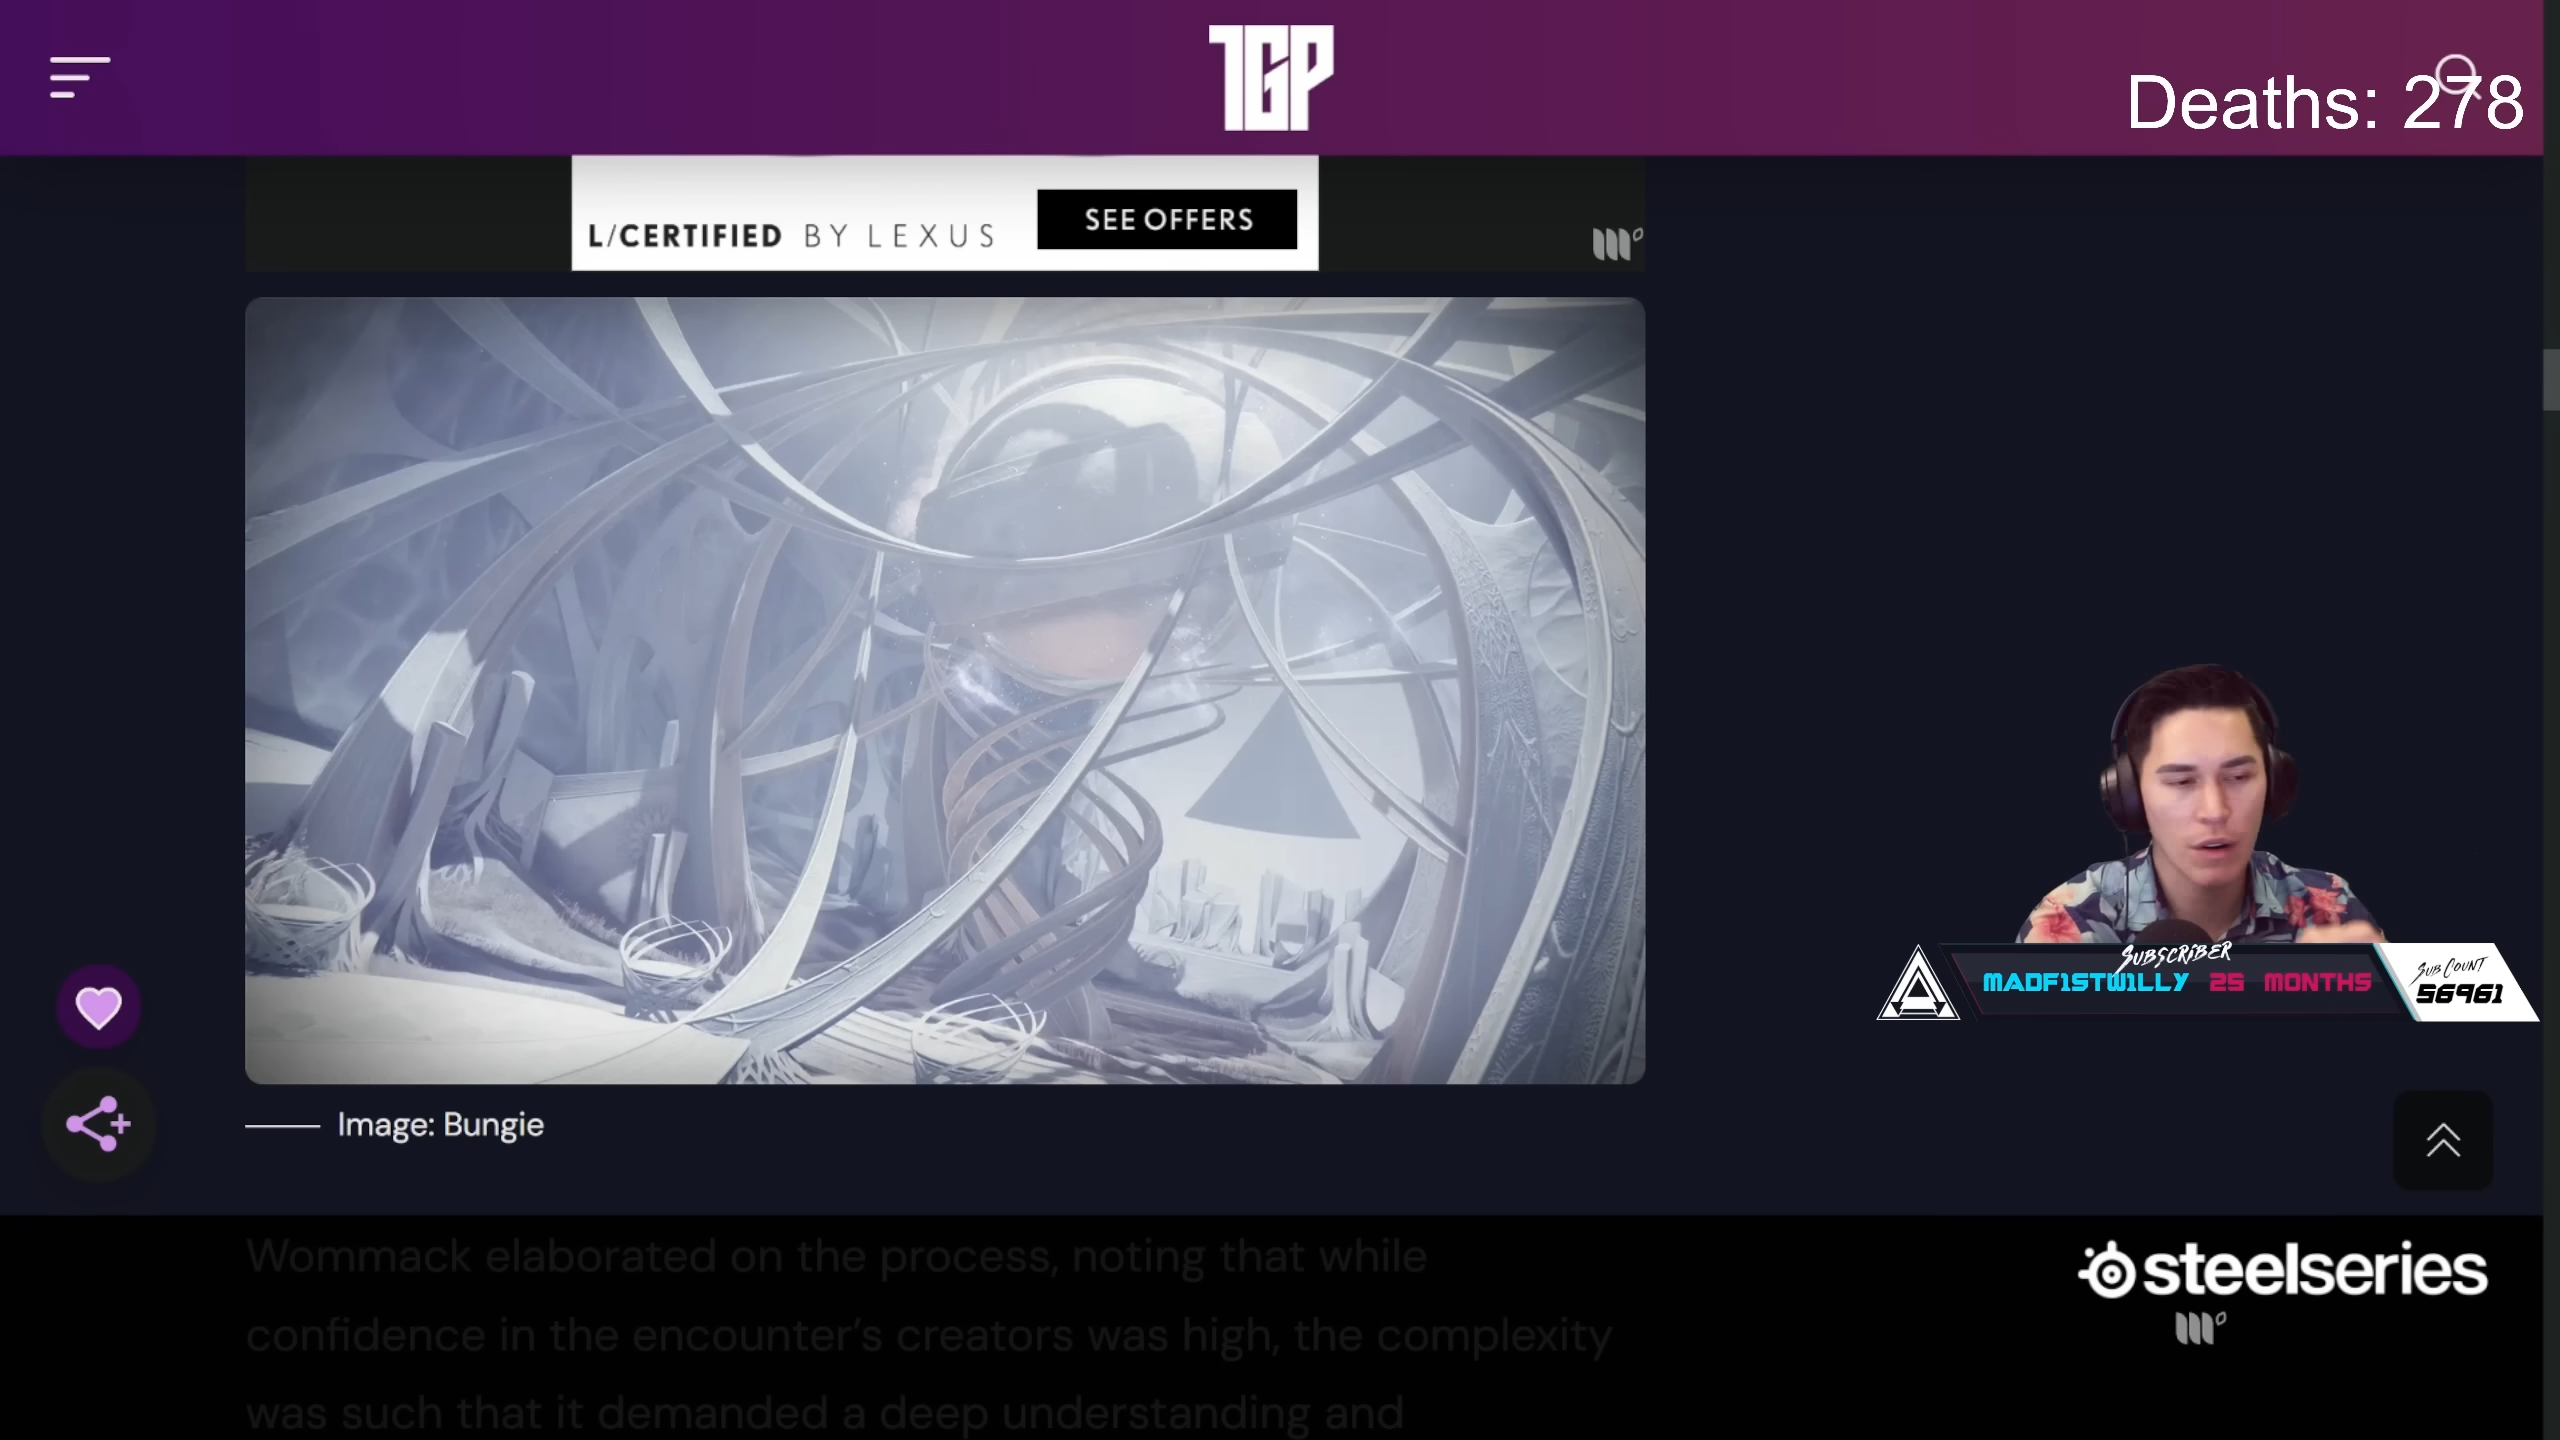 TGP
Deaths: 278
L/CERTIFIED BY LEXUS
SEE OFFERS
SUBSCRIBER
MADF1STW1LLY 25 MONTHS
SUB COUNT
56961
Image: Bungie
Wommack elaborated on the process, noting that while
confidence in the encounter’s creators was high, the complexity
was such that it demanded a deep understanding and
steelseries